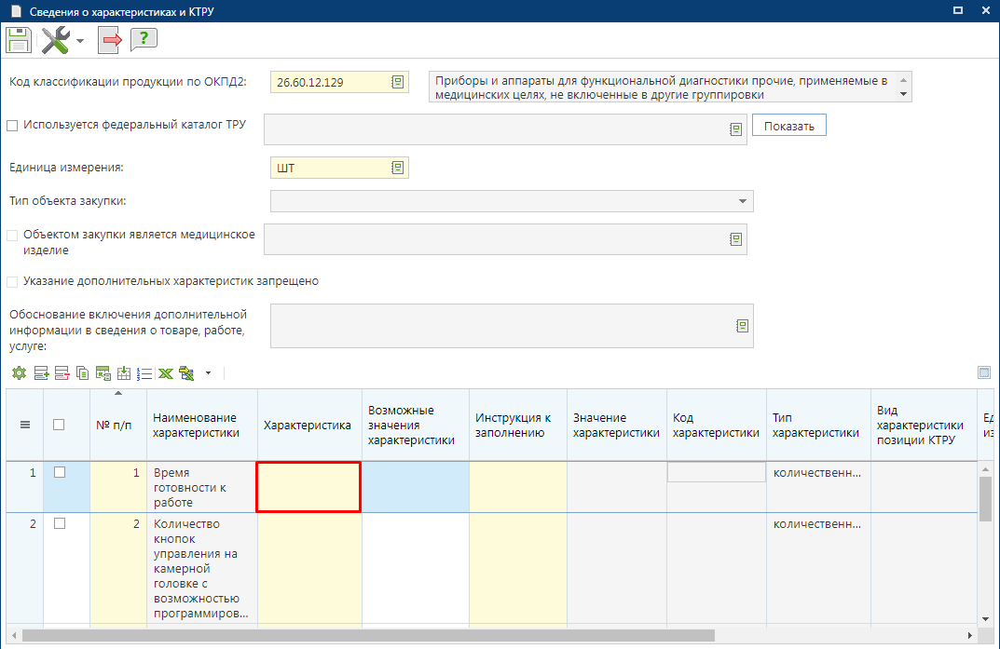 Сведения о характеристиках и КТРУ
Код классификации продукции по ОКПД2:
26.60.12.129
Приборы и аппараты для функциональной диагностики прочие, применяемые в
медицинских целях, не включенные в другие группировки
Используется федеральный каталог ТРУ
Показать
Единица измерения:
ШТ
Тип объекта закупки:
Объектом закупки является медицинское
изделие
Указание дополнительных характеристик запрещено
Обоснование включения дополнительной
информации в сведения о товаре, работе,
услуге:
№ п/п
Наименование
характеристики
Характеристика
Возможные
значения
характеристики
Инструкция к
заполнению
Значение
характеристики
Код
характеристики
Тип
характеристики
Вид
характеристики
позиции КТРУ
Ед
из
1
1
Время
готовности к
работе
количественн...
2
2
Количество
кнопок
управления на
камерной
головке с
возможностью
программиров...
количественн...